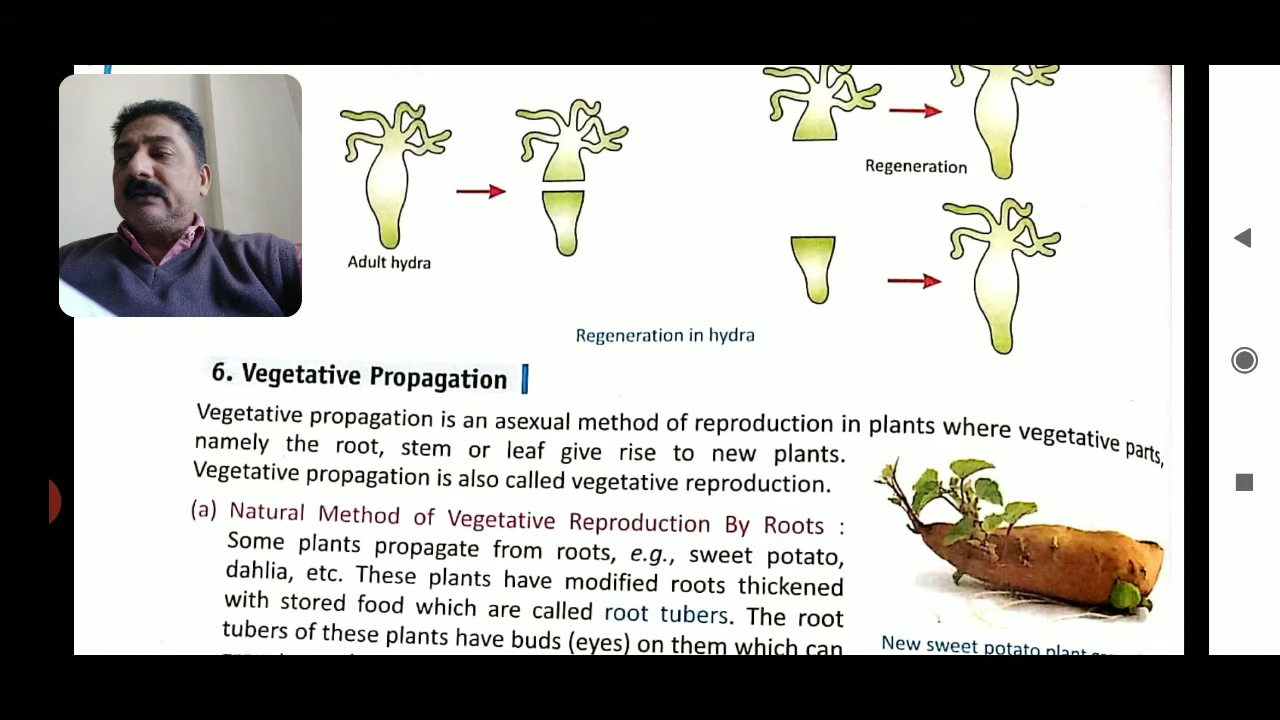 Regeneration
Adult hydra
Regeneration in hydra
6. Vegetative Propagation
Vegetative propagation is an asexual method of reproduction in plants where vegetative parts,
namely the root, stem or leaf give rise to new plants.
Vegetative propagation is also called vegetative reproduction.
(a) Natural Method of Vegetative Reproduction By Roots :
Some plants propagate from roots, e.g., sweet potato,
dahlia, etc. These plants have modified roots thickened
with stored food which are called root tubers. The root
tubers of these plants have buds (eyes) on them which can
New sweet potato plant